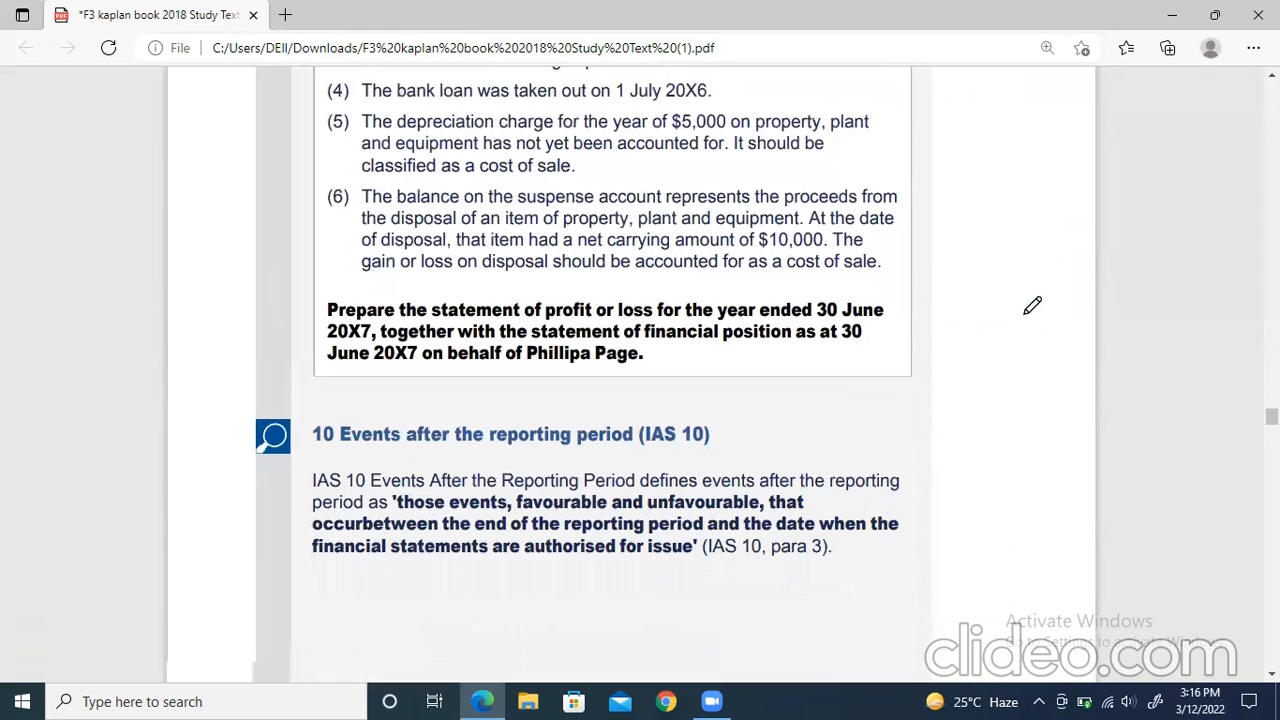 *F3 kaplan book 2018 Study Text
File
C:/Users/DEll/Downloads/F3%20kaplan%20book%202018%20Study%20Text%20(1).pdf
(4) The bank loan was taken out on 1 July 20X6.
(5) The depreciation charge for the year of $5,000 on property, plant
and equipment has not yet been accounted for. It should be
classified as a cost of sale.
(6) The balance on the suspense account represents the proceeds from
the disposal of an item of property, plant and equipment. At the date
of disposal, that item had a net carrying amount of $10,000. The
gain or loss on disposal should be accounted for as a cost of sale.
Prepare the statement of profit or loss for the year ended 30 June
20X7, together with the statement of financial position as at 30
June 20X7 on behalf of Phillipa Page.
10 Events after the reporting period (IAS 10)
IAS 10 Events After the Reporting Period defines events after the reporting
period as 'those events, favourable and unfavourable, that
occurbetween the end of the reporting period and the date when the
financial statements are authorised for issue' (IAS 10, para 3).
Activate Windows
Go to Settings to activate Windows.
clideo.com
Type here to search
25°C Haze
3:16 PM
3/12/2022